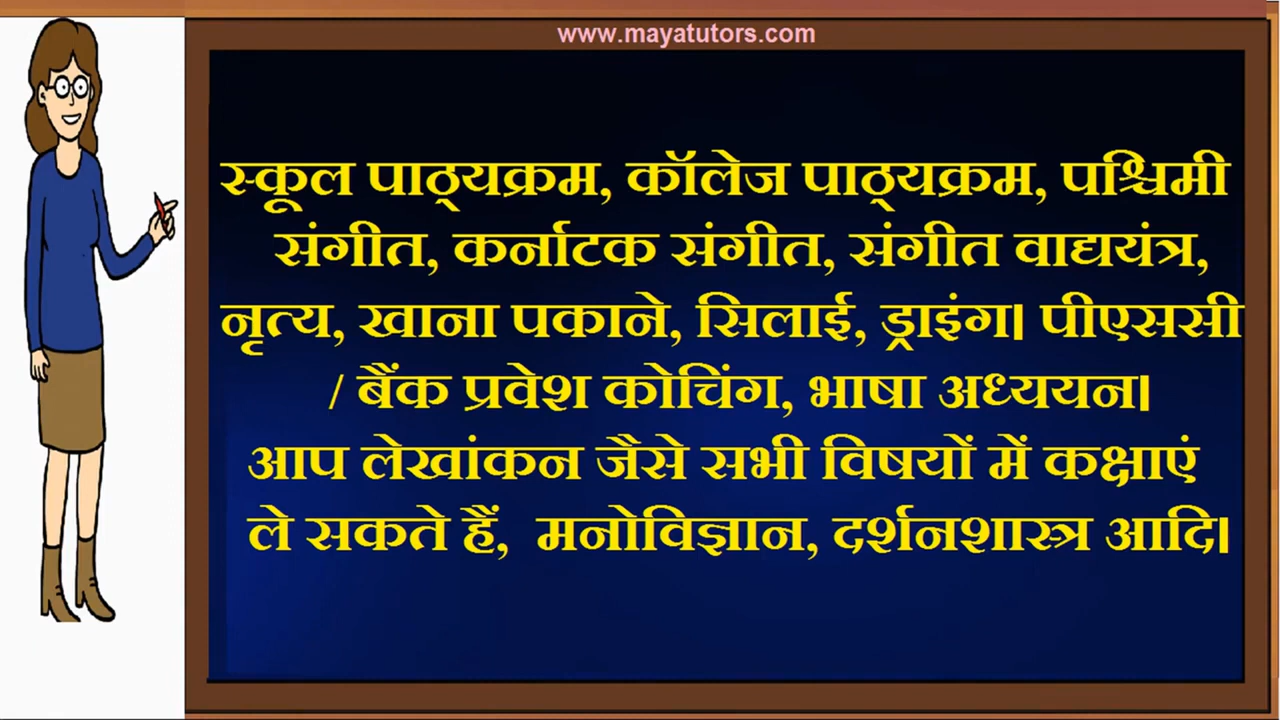 www.mayatutors.com
स्कूल पाठ्यक्रम, कॉलेज पाठ्यक्रम, पश्चिमी
संगीत, कर्नाटक संगीत, संगीत वाद्ययंत्र,
नृत्य, खाना पकाने, सिलाई, ड्राइंग। पीएससी
/ बैंक प्रवेश कोचिंग, भाषा अध्ययन।
आप लेखांकन जैसे सभी विषयों में कक्षाएं
ले सकते हैं, मनोविज्ञान, दर्शनशास्त्र आदि।